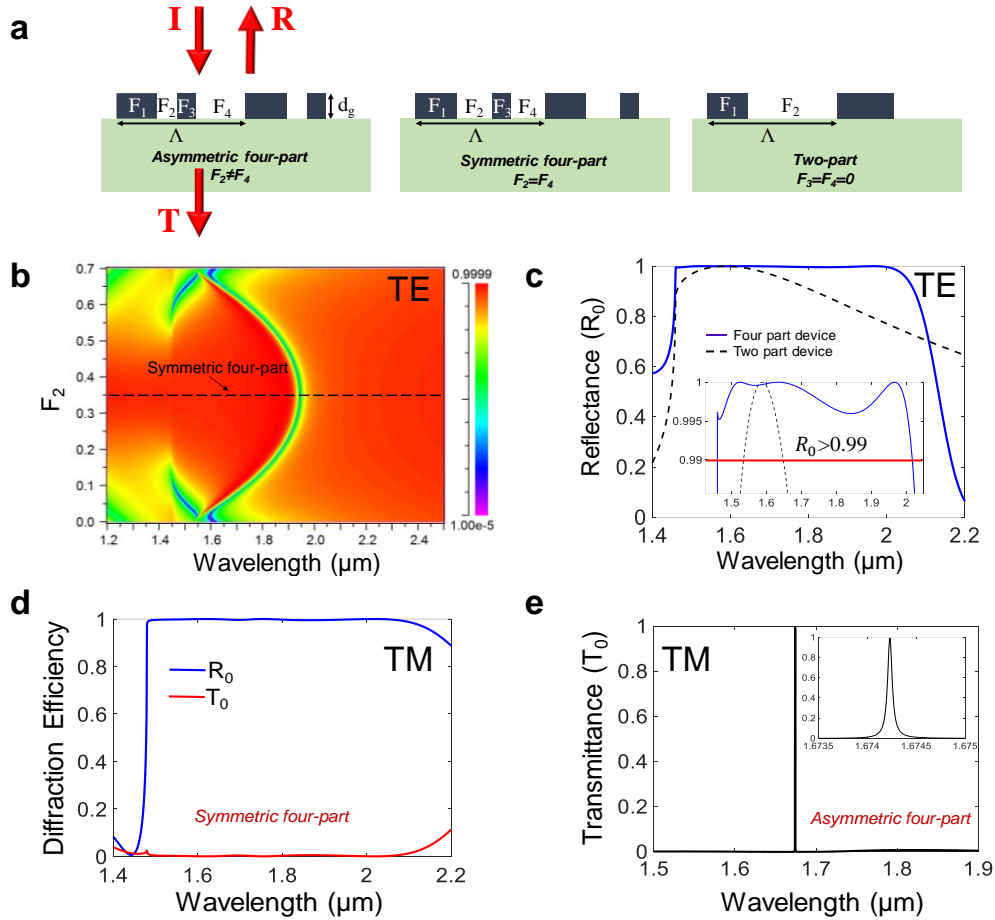 a
I
R
F1 F2 F3 F4
dg
Λ
Asymmetric four-part
F2≠F4
T
F1 F2 F3 F4
Λ
Symmetric four-part
F2=F4
F1 F2
Λ
Two-part
F3=F4=0
b
TE
0.9999
1.00e-5
Symmetric four-part
F2
0.7
0.6
0.5
0.4
0.3
0.2
0.1
0.0
1.2 1.4 1.6 1.8 2.0 2.2 2.4
Wavelength (μm)
c
TE
Reflectance (R0)
1
0.8
0.6
0.4
0.2
0
Four part device
Two part device
1
0.995
0.99
R0>0.99
1.5 1.6 1.7 1.8 1.9 2
1.4 1.6 1.8 2 2.2
Wavelength (μm)
d
TM
Diffraction Efficiency
1
0.8
0.6
0.4
0.2
0
R0
T0
Symmetric four-part
1.4 1.6 1.8 2 2.2
Wavelength (μm)
e
TM
Transmittance (T0)
1
0.8
0.6
0.4
0.2
0
1
0.8
0.6
0.4
0.2
0
1.6735 1.674 1.6745 1.675
Asymmetric four-part
1.5 1.6 1.7 1.8 1.9
Wavelength (μm)